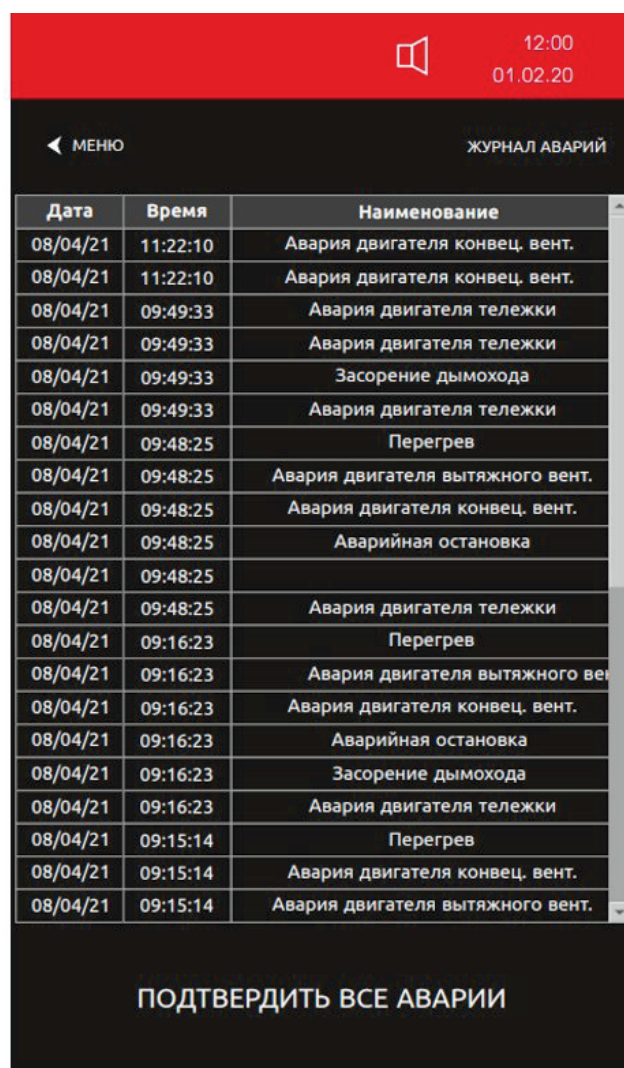 12:00
01.02.20
МЕНЮ ЖУРНАЛ АВАРИЙ
Дата Время Наименование
08/04/21 11:22:10 Авария двигателя конвец. вент.
08/04/21 11:22:10 Авария двигателя конвец. вент.
08/04/21 09:49:33 Авария двигателя тележки
08/04/21 09:49:33 Авария двигателя тележки
08/04/21 09:49:33 Засорение дымохода
08/04/21 09:49:33 Авария двигателя тележки
08/04/21 09:48:25 Перегрев
08/04/21 09:48:25 Авария двигателя вытяжного вент.
08/04/21 09:48:25 Авария двигателя конвец. вент.
08/04/21 09:48:25 Аварийная остановка
08/04/21 09:48:25
08/04/21 09:48:25 Авария двигателя тележки
08/04/21 09:16:23 Перегрев
08/04/21 09:16:23 Авария двигателя вытяжного вен
08/04/21 09:16:23 Авария двигателя конвец. вент.
08/04/21 09:16:23 Аварийная остановка
08/04/21 09:16:23 Засорение дымохода
08/04/21 09:16:23 Авария двигателя тележки
08/04/21 09:15:14 Перегрев
08/04/21 09:15:14 Авария двигателя конвец. вент.
08/04/21 09:15:14 Авария двигателя вытяжного вент.
ПОДТВЕРДИТЬ ВСЕ АВАРИИ